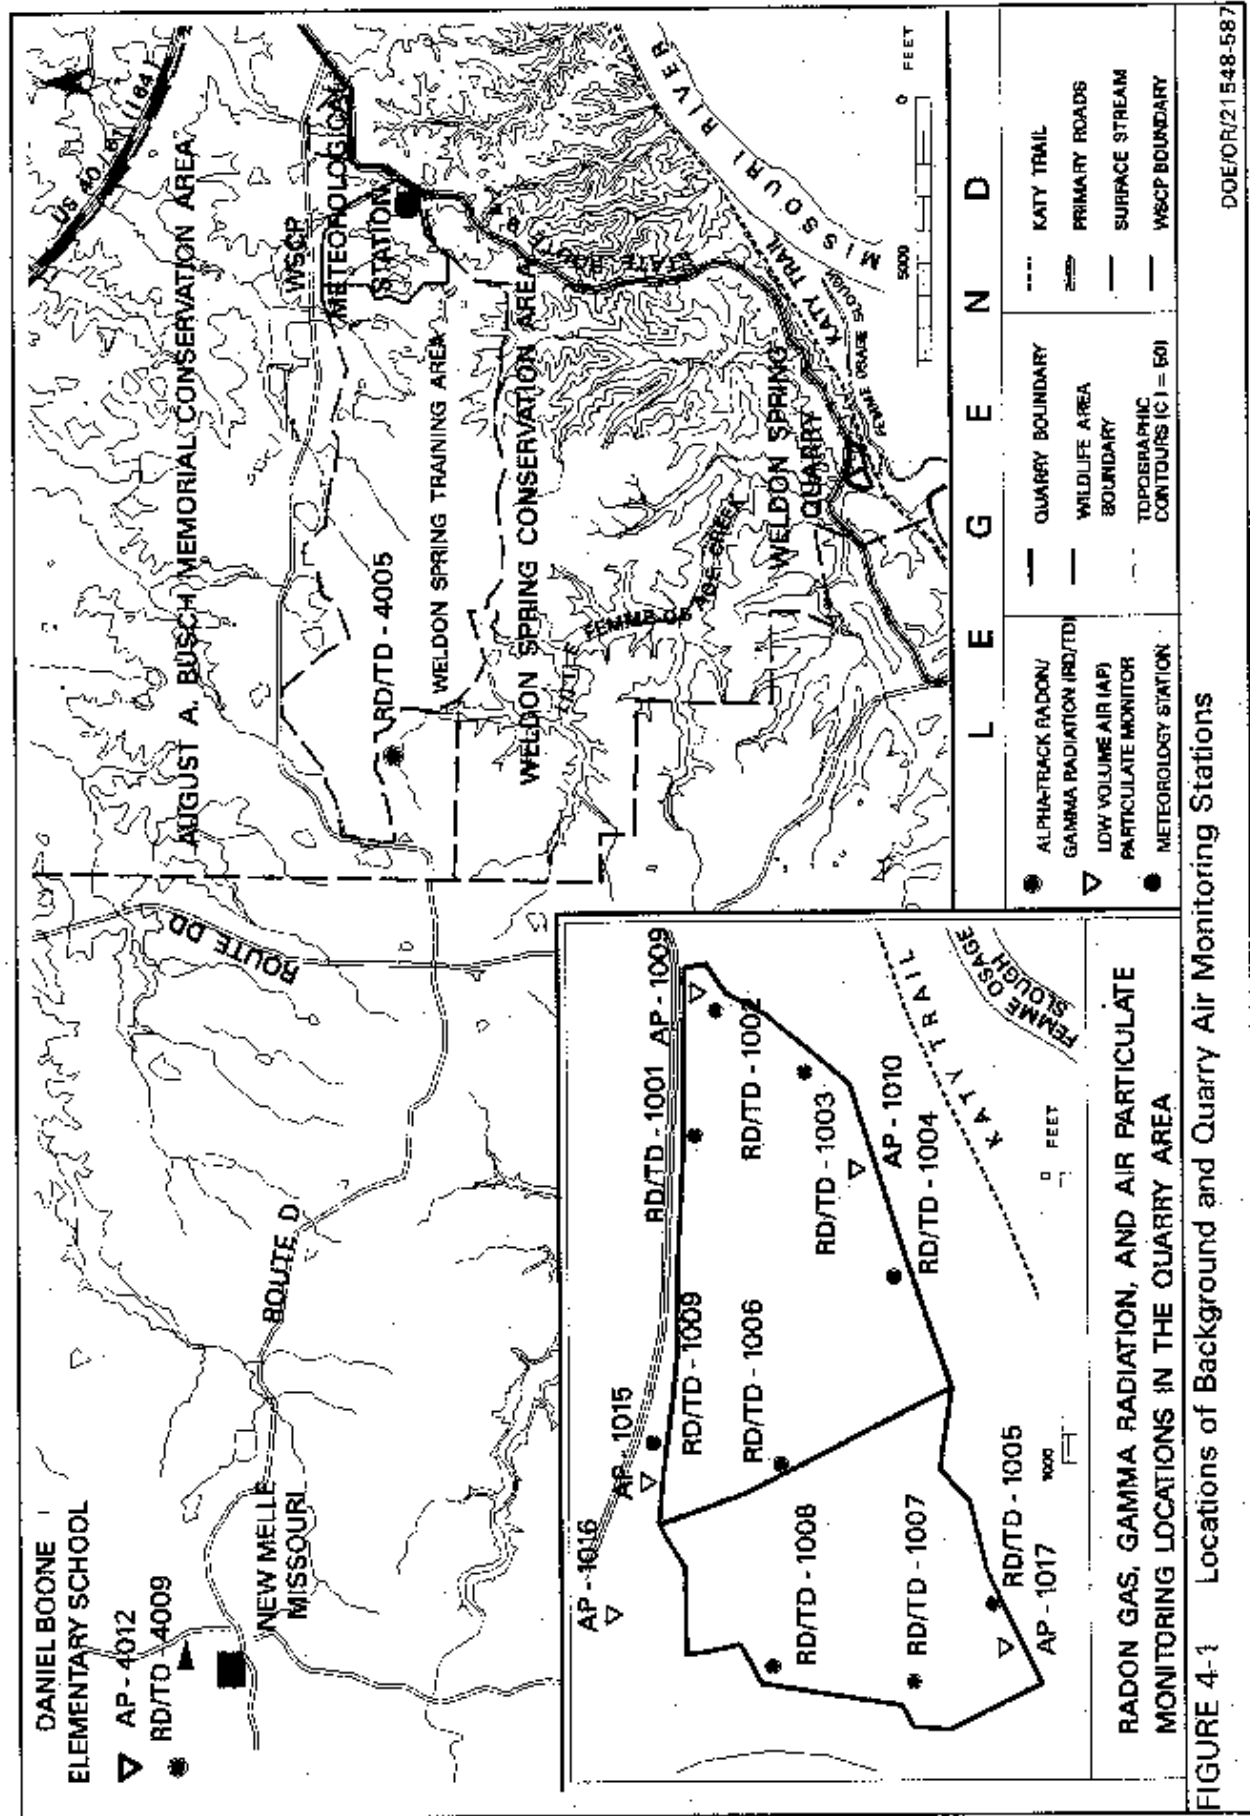 DANIEL BOONE
ELEMENTARY SCHOOL
AP - 4012
RD/TD - 4009
NEW MELLE
MISSOURI
ROUTE D
ROUTE DD
US 40 / 61 (I 64)
AUGUST A. BUSCH MEMORIAL CONSERVATION AREA
WSCP
METEOROLOGICAL
STATION
RD/TD - 4005
WELDON SPRING TRAINING AREA
WELDON SPRING CONSERVATION AREA
STATE ROUTE
LITTLE FEMME OSAGE CREEK
WELDON SPRING
QUARRY
KATY TRAIL
FEMME OSAGE SLOUGH
MISSOURI RIVER
5000
0
FEET
AP - 1016
AP - 1015
RD/TD - 1009
RD/TD - 1001
AP - 1009
RD/TD - 1002
RD/TD - 1006
RD/TD - 1003
AP - 1010
RD/TD - 1004
RD/TD - 1008
RD/TD - 1007
RD/TD - 1005
AP - 1017
KATY TRAIL
FEMME OSAGE
SLOUGH
1000
0
FEET
RADON GAS, GAMMA RADIATION, AND AIR PARTICULATE
MONITORING LOCATIONS IN THE QUARRY AREA
LEGEND
ALPHA-TRACK RADON/
GAMMA RADIATION (RD/TD)
LOW VOLUME AIR (AP)
PARTICULATE MONITOR
METEOROLOGY STATION
QUARRY BOUNDARY
WILDLIFE AREA
BOUNDARY
TOPOGRAPHIC
CONTOURS (C I = 50)
KATY TRAIL
PRIMARY ROADS
SURFACE STREAM
WSCP BOUNDARY
FIGURE 4-1 Locations of Background and Quarry Air Monitoring Stations
DOE/OR/21548-587